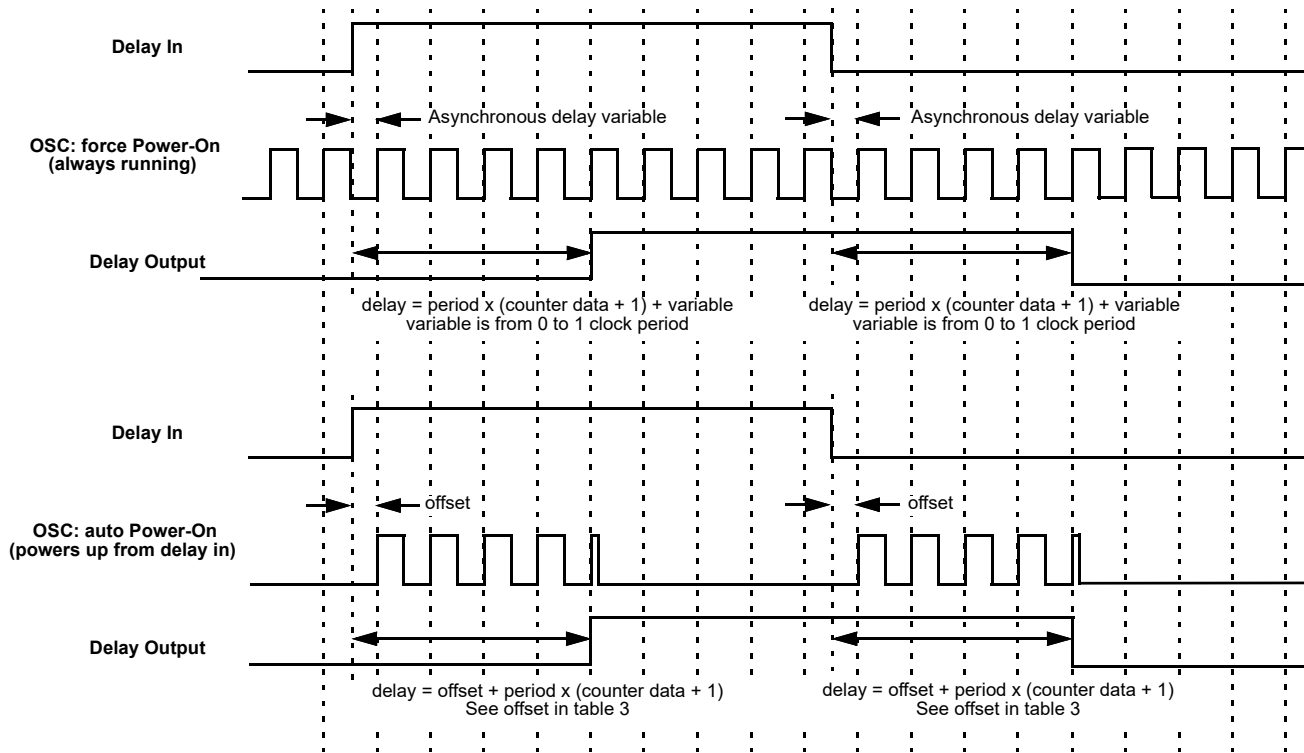 Delay In
Asynchronous delay variable
Asynchronous delay variable
OSC: force Power-On
(always running)
Delay Output
delay = period x (counter data + 1) + variable
variable is from 0 to 1 clock period
delay = period x (counter data + 1) + variable
variable is from 0 to 1 clock period
Delay In
offset
offset
OSC: auto Power-On
(powers up from delay in)
Delay Output
delay = offset + period x (counter data + 1)
See offset in table 3
delay = offset + period x (counter data + 1)
See offset in table 3